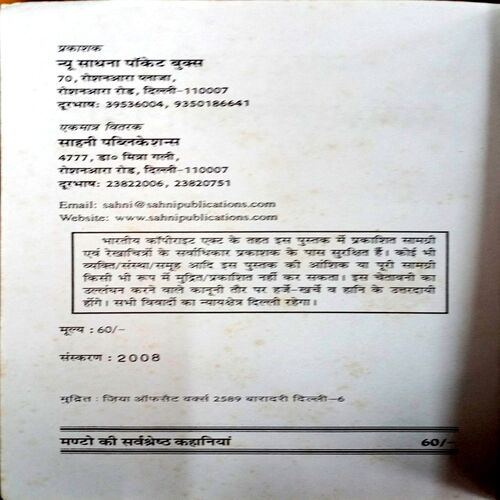 प्रकाशक
न्यू साधना पॉकेट बुक्स
70, रोशनआरा प्लाजा,
रोशनआरा रोड, दिल्ली-110007
दूरभाष: 39536004, 9350186641
एकमात्र वितरक
साहनी पब्लिकेशन्स
4777, डा० मित्रा गली,
रोशनआरा रोड, दिल्ली-110007
दूरभाष: 23822006, 23820751
Email: sahni@sahnipublications.com
Website: www.sahnipublications.com
भारतीय कॉपीराइट एक्ट के तहत इस पुस्तक में प्रकाशित सामग्री
एवं रेखाचित्रों के सर्वाधिकार प्रकाशक के पास सुरक्षित हैं। कोई भी
व्यक्ति/संस्था/समूह आदि इस पुस्तक की आंशिक या पूरी सामग्री
किसी भी रूप में मुद्रित/प्रकाशित नहीं कर सकता। इस चेतावनी का
उल्लंघन करने वाले कानूनी तौर पर हर्जे-खर्चे व हानि के उत्तरदायी
होंगे। सभी विवादों का न्यायक्षेत्र दिल्ली रहेगा।
मूल्य : 60/-
संस्करण : 2008
मुद्रित : जिया ऑफसैट वर्क्स 2589 बारादरी दिल्ली-6
मण्टो की सर्वश्रेष्ठ कहानियां 60/-